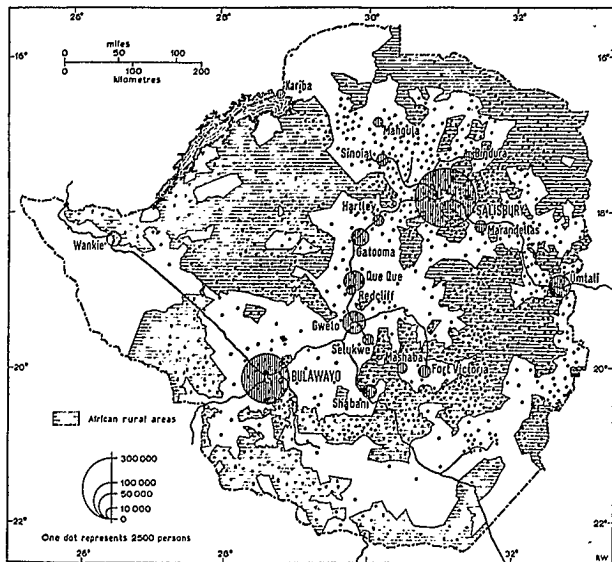 26° 30° 32°
16° 16°
miles
0 50 100
0 100 200
kilometres
Kariba
Mangula
Sinoia
Bindura
SALISBURY
Hartley
18°
Marandellas
Wankie
Gatooma
Que Que
Redcliff
Umtali
Gwelo
Selukwe
Mashaba
Fort Victoria
20° 20°
BULAWAYO
Shabani
African rural areas
300 000
100 000
50 000
10 000
0
22° 22°
One dot represents 2500 persons
26° 26° 30° 32°
RW